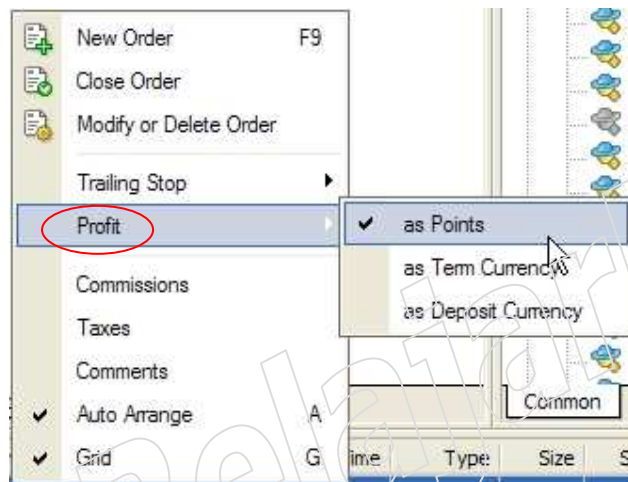 New Order F9
Close Order
Modify or Delete Order
Trailing Stop
Profit
as Points
as Term Currency
as Deposit Currency
Commissions
Taxes
Comments
Auto Arrange A
Grid G
Common
Type Size